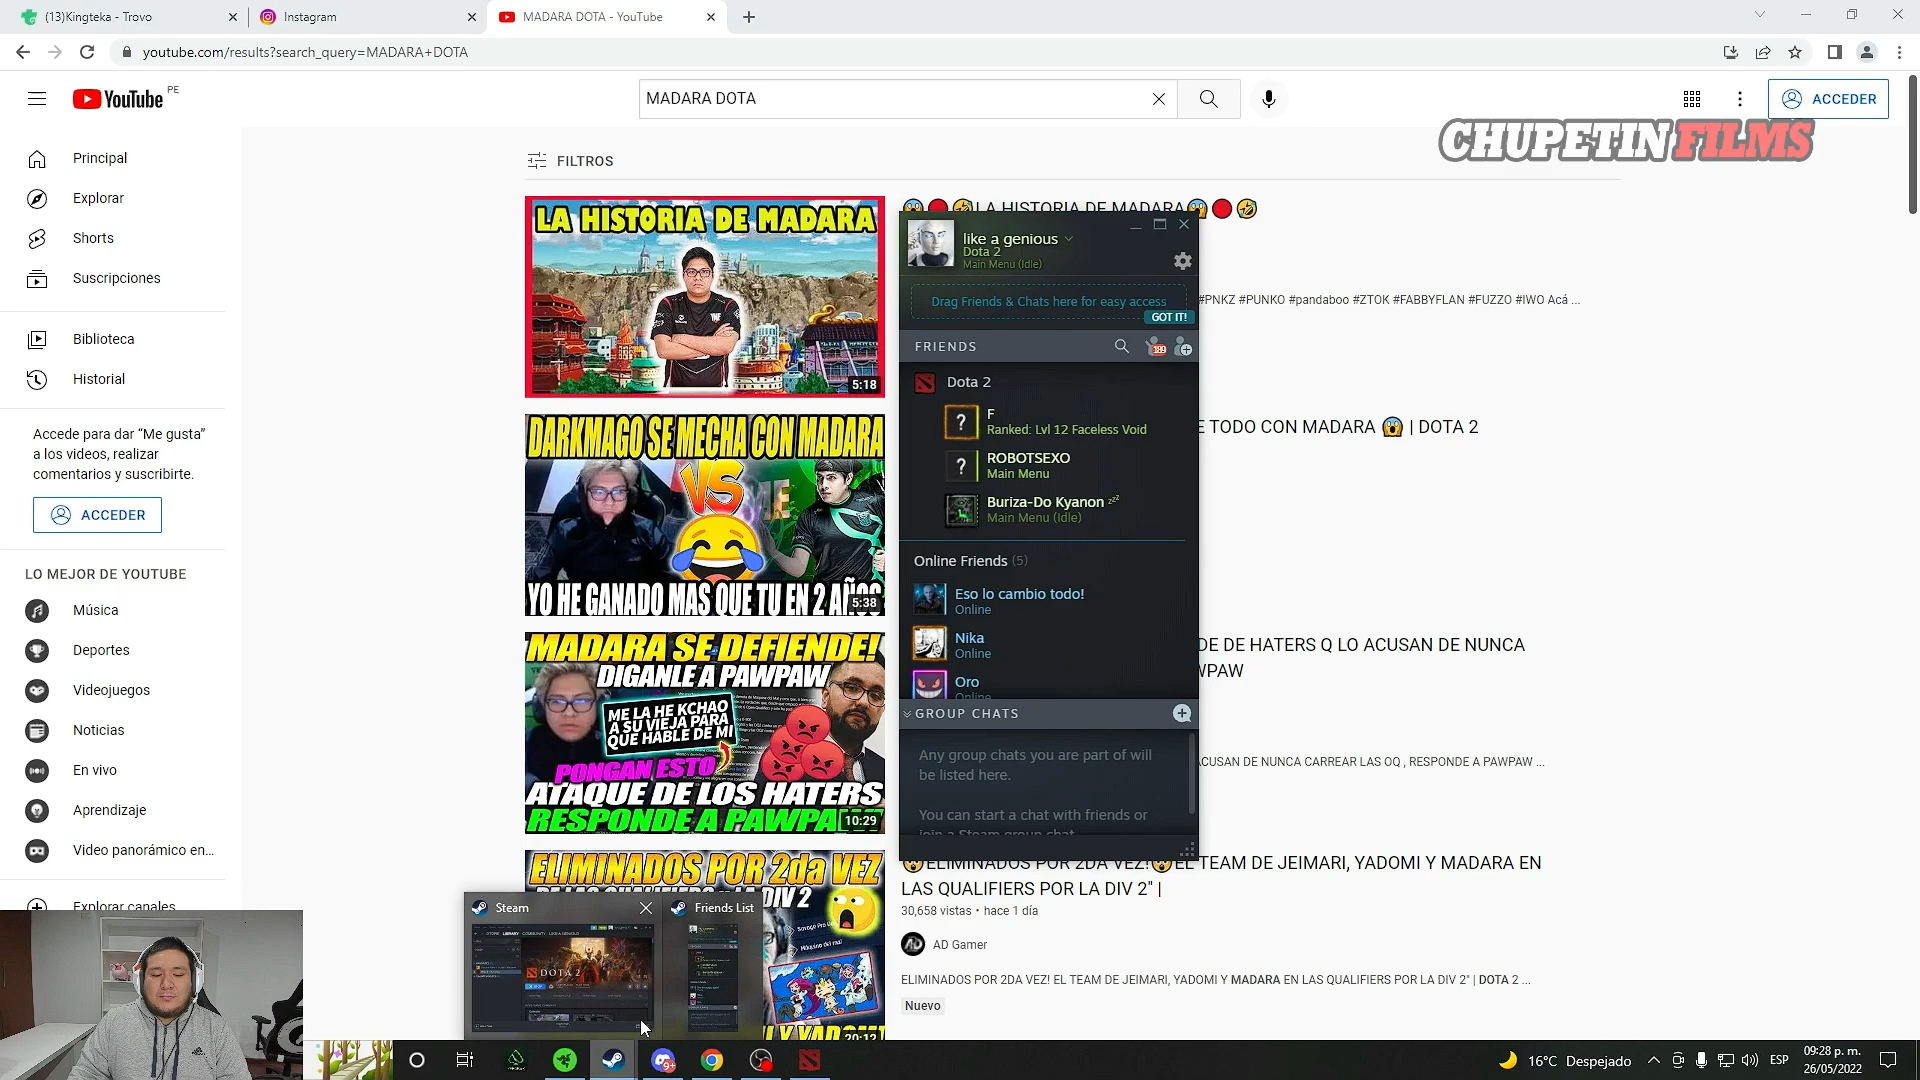 (13)Kingteka - Trovo
Instagram
MADARA DOTA - YouTube
youtube.com/results?search_query=MADARA+DOTA
YouTube PE
MADARA DOTA
ACCEDER
CHUPETIN FILMS
Principal
Explorar
Shorts
Suscripciones
Biblioteca
Historial
Accede para dar “Me gusta”
a los videos, realizar
comentarios y suscribirte.
ACCEDER
LO MEJOR DE YOUTUBE
Música
Deportes
Videojuegos
Noticias
En vivo
Aprendizaje
Video panorámico en...
Explorar canales
FILTROS
LA HISTORIA DE MADARA
5:18
LA HISTORIA DE MADARA
#PNKZ #PUNKO #pandaboo #ZTOK #FABBYFLAN #FUZZO #IWO Acá ...
DARKMAGO SE MECHA CON MADARA
VS
YO HE GANADO MAS QUE TU EN 2 AÑOS
5:38
E TODO CON MADARA 😱 | DOTA 2
MADARA SE DEFIENDE!
DIGANLE A PAWPAW
ME LA HE KCHAO
A SU VIEJA PARA
QUE HABLE DE MI
PONGAN ESTO
ATAQUE DE LOS HATERS
RESPONDE A PAWPAW
10:29
DE DE HATERS Q LO ACUSAN DE NUNCA
WPAW
ACUSAN DE NUNCA CARREAR LAS OQ , RESPONDE A PAWPAW ...
ELIMINADOS POR 2da VEZ
DIV 2
20:12
ELIMINADOS POR 2DA VEZ! EL TEAM DE JEIMARI, YADOMI Y MADARA EN
LAS QUALIFIERS POR LA DIV 2" |
30,658 vistas • hace 1 día
AD Gamer
ELIMINADOS POR 2DA VEZ! EL TEAM DE JEIMARI, YADOMI Y MADARA EN LAS QUALIFIERS POR LA DIV 2" | DOTA 2 ...
Nuevo
like a genious
Dota 2
Main Menu (Idle)
Drag Friends & Chats here for easy access
GOT IT!
FRIENDS
189
Dota 2
F
Ranked: Lvl 12 Faceless Void
ROBOTSEXO
Main Menu
Buriza-Do Kyanon zzz
Main Menu (Idle)
Online Friends (5)
Eso lo cambio todo!
Online
Nika
Online
Oro
Online
GROUP CHATS
Any group chats you are part of will
be listed here.
You can start a chat with friends or
join a Steam group chat
Steam
Friends List
DOTA 2
9+
16°C Despejado
ESP
09:28 p. m.
26/05/2022